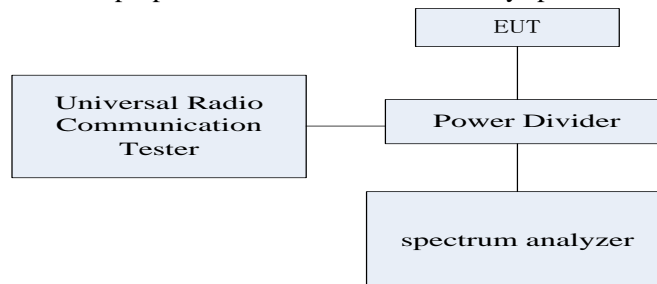 EUT
Universal Radio
Communication
Tester
Power Divider
spectrum analyzer